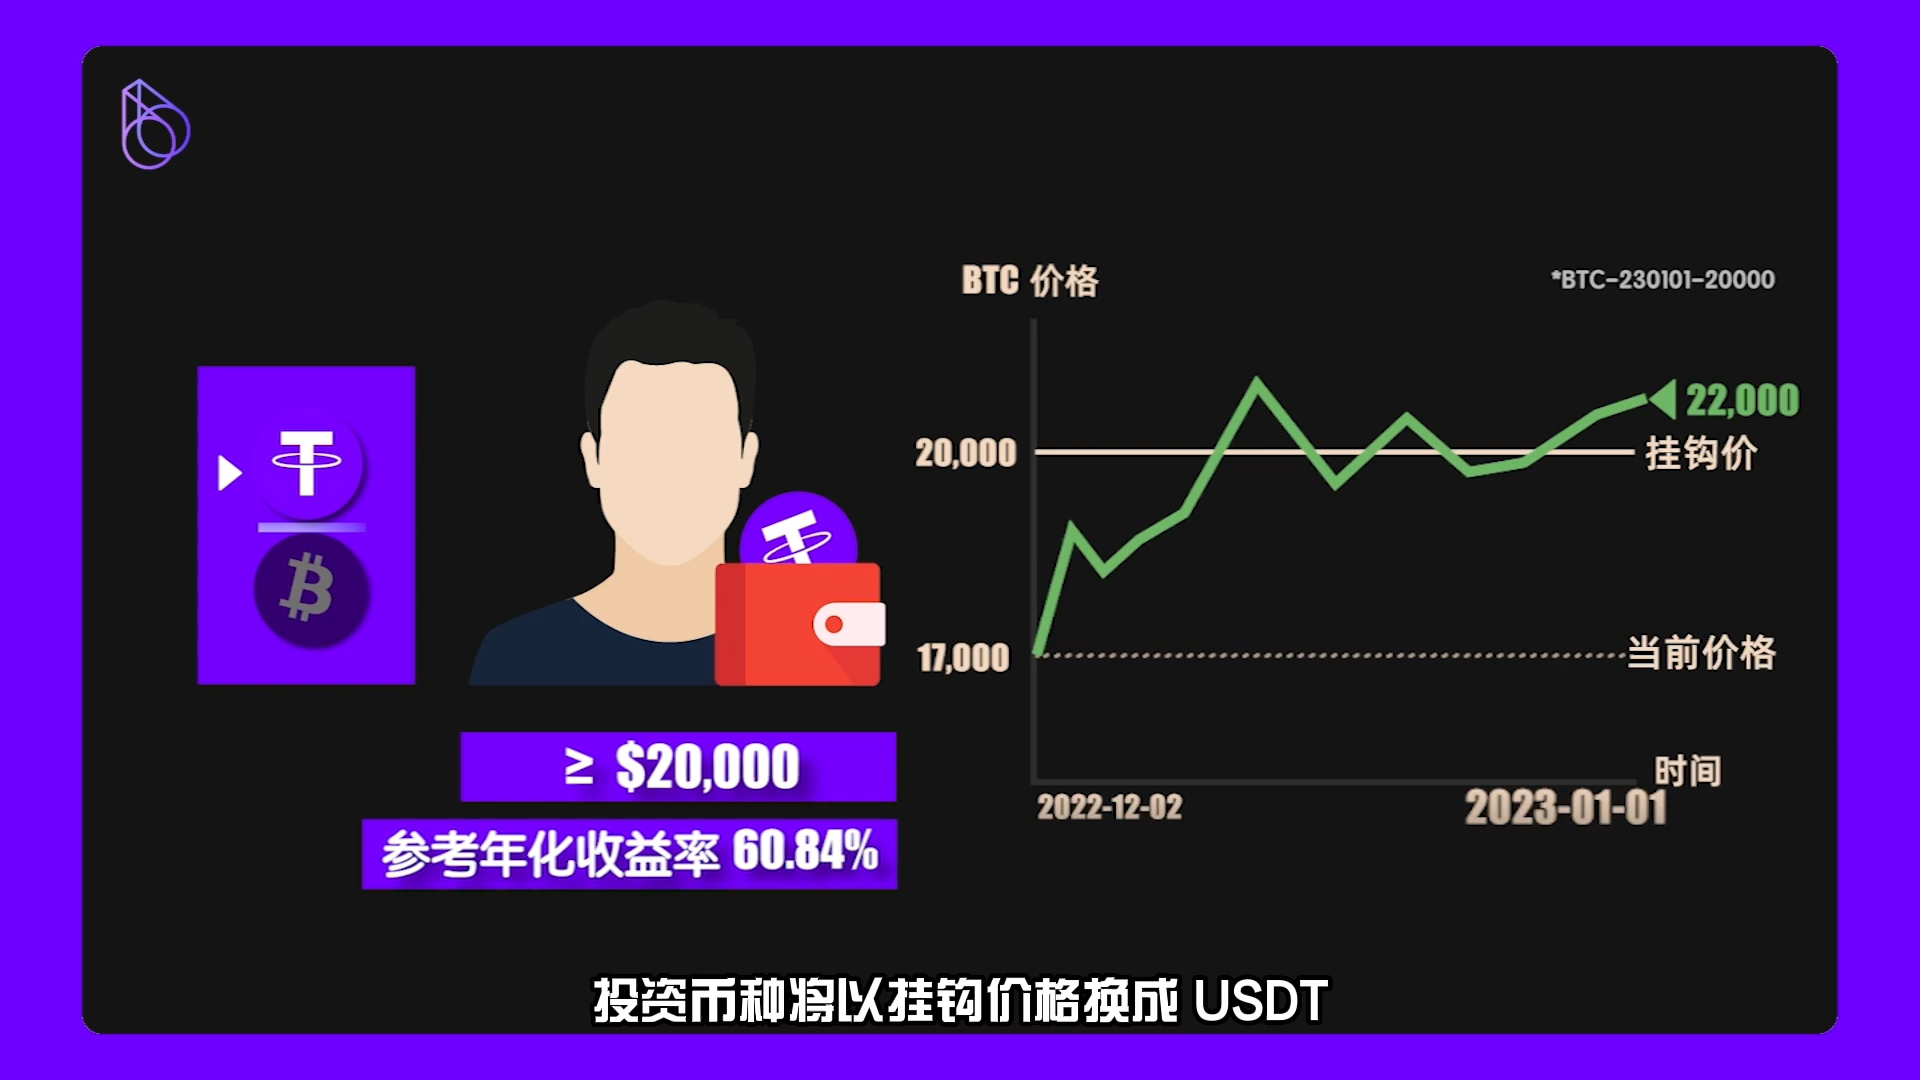 BTC 价格
*BTC-230101-20000
22,000
20,000
挂钩价
17,000
当前价格
时间
2022-12-02
2023-01-01
≥ $20,000
参考年化收益率 60.84%
投资币种将以挂钩价格换成 USDT